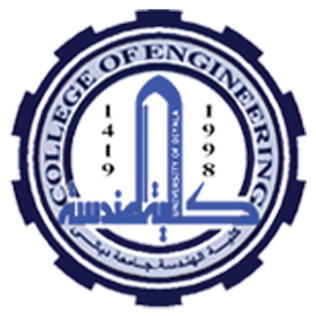 COLLEGE OF ENGINEERING
1419
1998
UNIVERSITY OF DIYALA
كلية الهندسة
كلية الهندسة جامعة ديالى